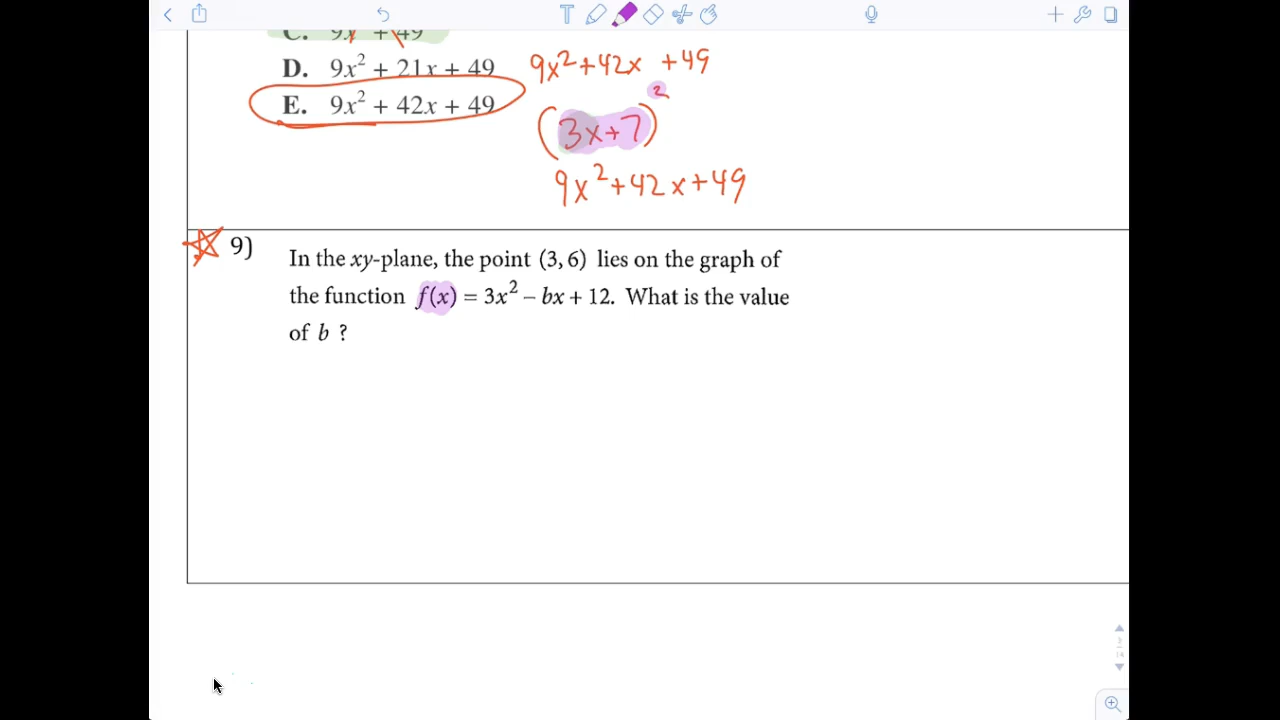 C. 9x + 49
D. 9x² + 21x + 49
E. 9x² + 42x + 49
9x²+42x +49
(3x+7)²
9x²+42x+49
9) In the xy-plane, the point (3, 6) lies on the graph of
the function f(x) = 3x² – bx + 12. What is the value
of b ?